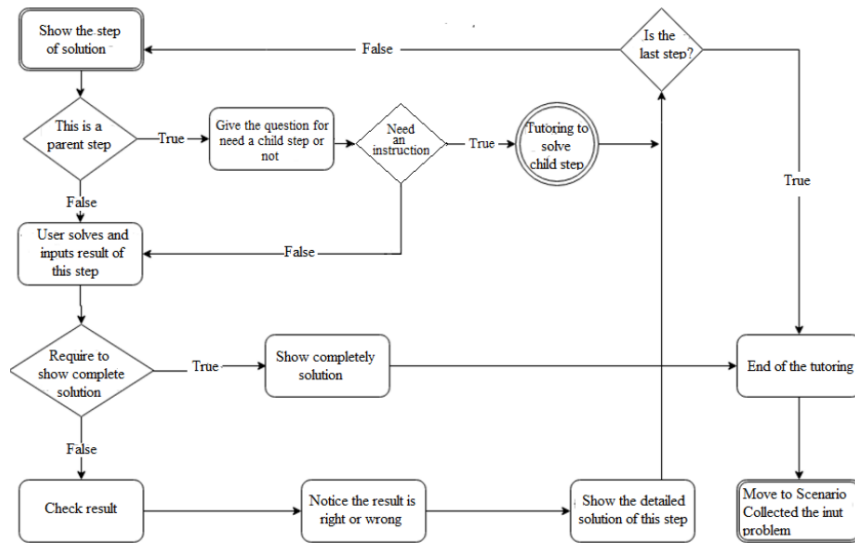 Show the step
of solution
False
Is the
last step?
This is a
parent step
True
Give the question for
need a child step or
not
Need
an
instruction
True
Tutoring to
solve
child step
True
False
User solves and
inputs result of
this step
False
Require to
show complete
solution
True
Show completely
solution
End of the tutoring
False
Check result
Notice the result is
right or wrong
Show the detailed
solution of this step
Move to Scenario
Collected the inut
problem